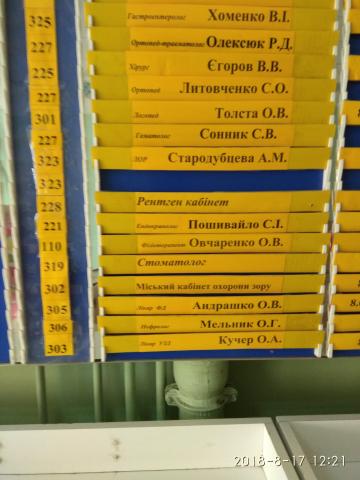 325 Гастроентеролог Хоменко В.І.
227 Ортопед-травматолог Олексюк Р.Д.
225 Хірург Єгоров В.В.
227 Ортопед Литовченко С.О.
301 Логопед Толста О.В.
227 Гематолог Сонник С.В.
323 ЛОР Стародубцева А.М.
323
228 Рентген кабінет
221 Ендокринолог Пошивайло С.І.
110 Фізіотерапевт Овчаренко О.В.
319 Стоматолог
302 Міський кабінет охорони зору
305 Лікар ФД Андрашко О.В.
306 Нефролог Мельник О.Г.
303 Лікар УЗД Кучер О.А.
2018-8-17 12:21